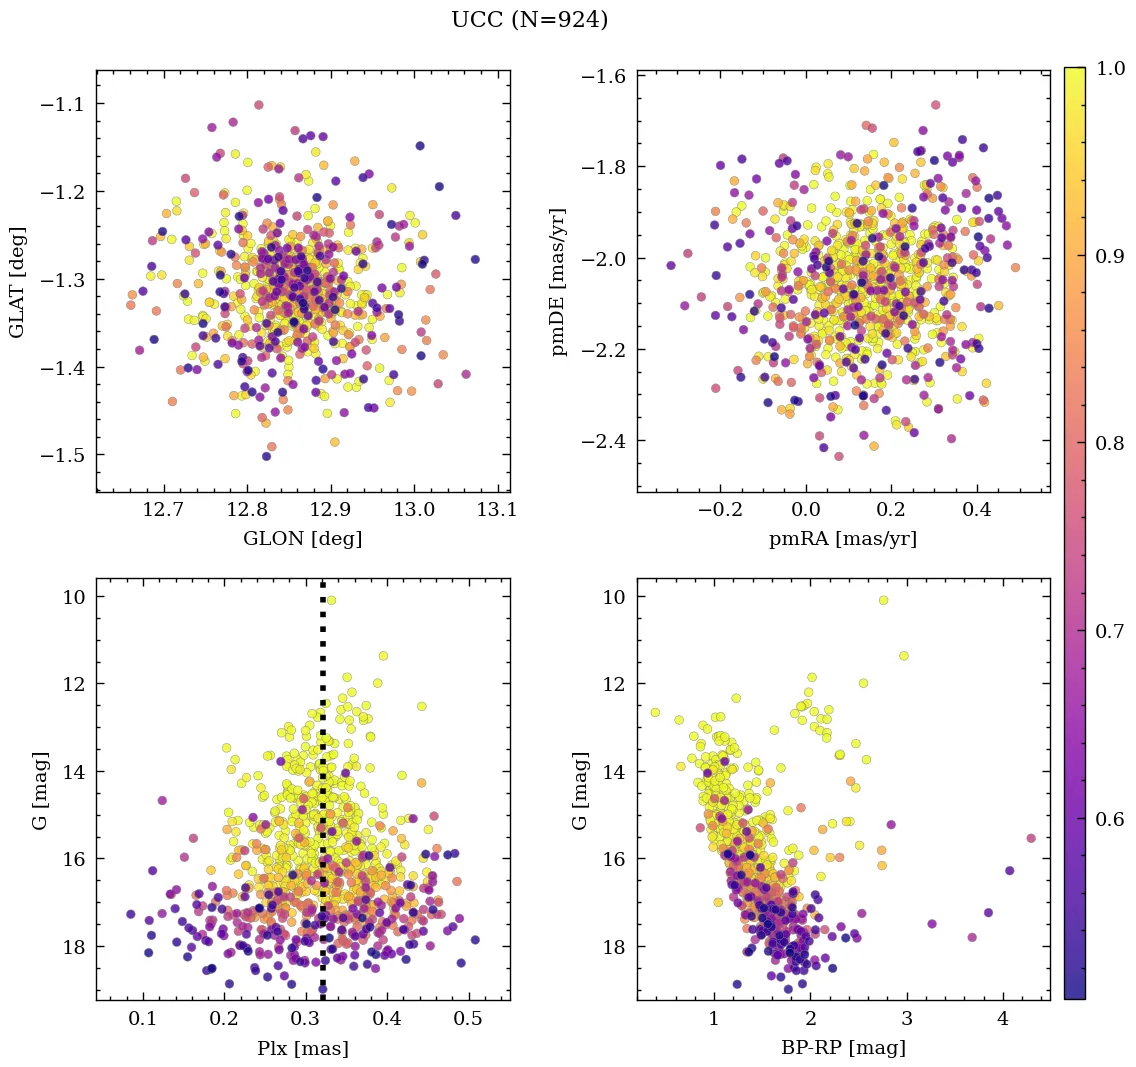 UCC (N=924)
−1.1
−1.2
−1.3
−1.4
−1.5
GLAT [deg]
12.7 12.8 12.9 13.0 13.1
GLON [deg]
−1.6
−1.8
−2.0
−2.2
−2.4
pmDE [mas/yr]
−0.2 0.0 0.2 0.4
pmRA [mas/yr]
10
12
14
16
18
G [mag]
0.1 0.2 0.3 0.4 0.5
Plx [mas]
10
12
14
16
18
G [mag]
1 2 3 4
BP-RP [mag]
1.0
0.9
0.8
0.7
0.6